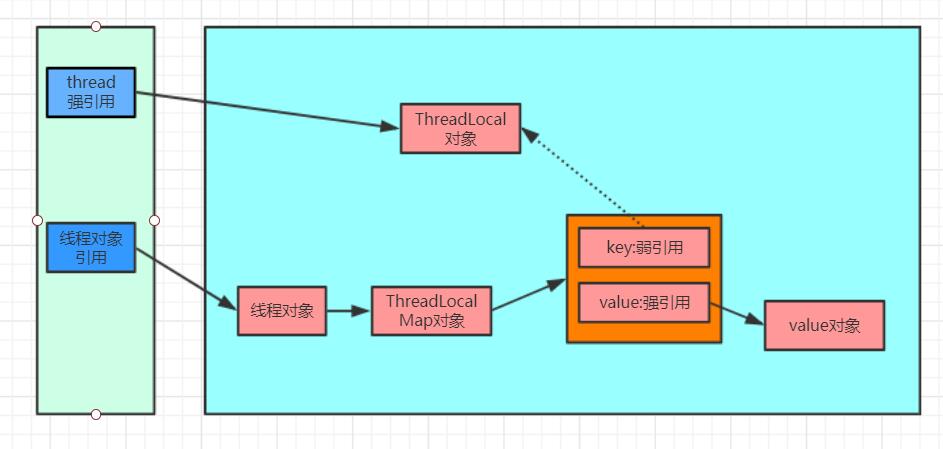 thread
强引用
ThreadLocal
对象
线程对象
引用
key:弱引用
线程对象
ThreadLocal
Map对象
value:强引用
value对象